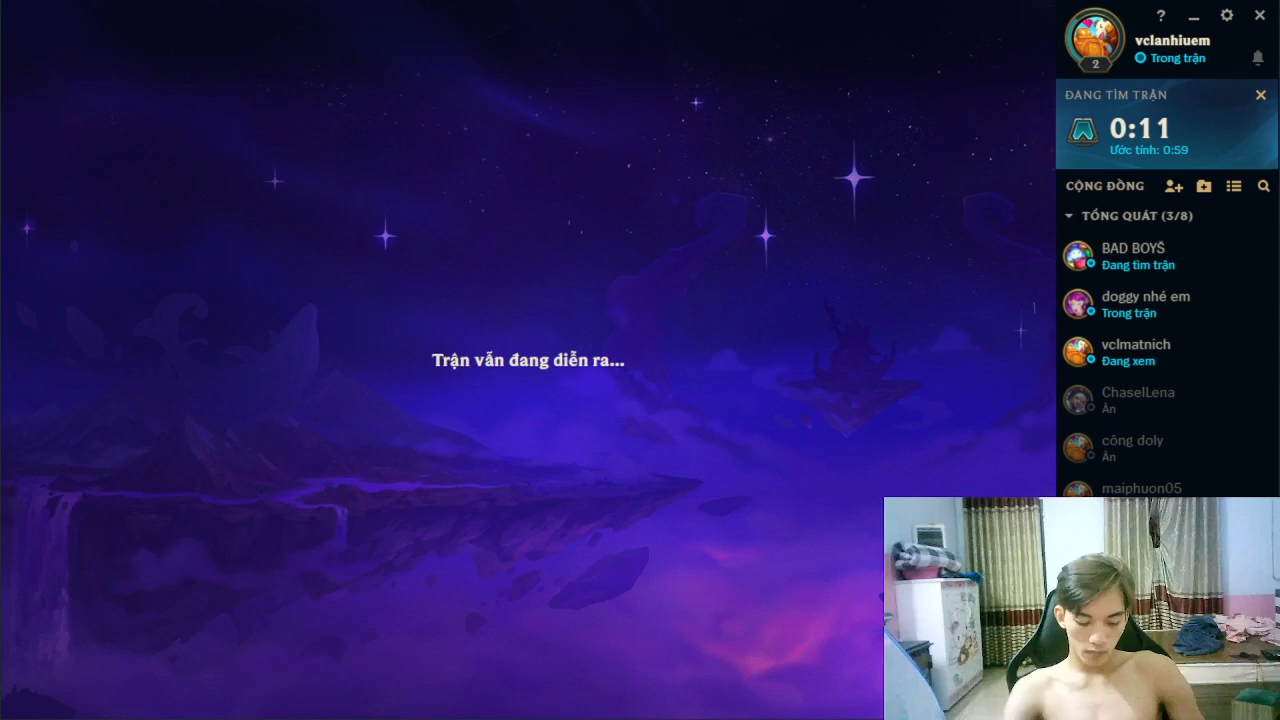 ?
vclanhiuem
2
Trong trận
ĐANG TÌM TRẬN
0:11
Ước tính: 0:59
CỘNG ĐỒNG
TỔNG QUÁT (3/8)
BAD BOYŠ
Đang tìm trận
doggy nhé em
Trong trận
vclmatnich
Đang xem
ChaselLena
Ẩn
công doly
Ẩn
maiphuon05
Trận vẫn đang diễn ra...